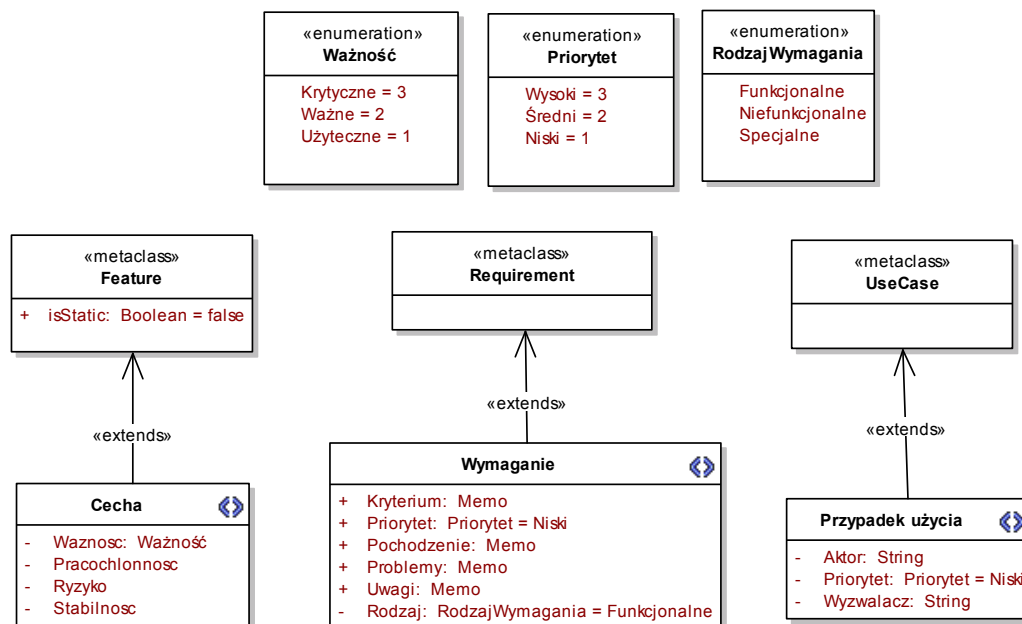 «enumeration»
Ważność
Krytyczne = 3
Ważne = 2
Użyteczne = 1
«enumeration»
Priorytet
Wysoki = 3
Średni = 2
Niski = 1
«enumeration»
RodzajWymagania
Funkcjonalne
Niefunkcjonalne
Specjalne
«metaclass»
Feature
+ isStatic: Boolean = false
«metaclass»
Requirement
«metaclass»
UseCase
«extends»
«extends»
«extends»
Cecha
- Waznosc: Ważność
- Pracochlonnosc
- Ryzyko
- Stabilnosc
Wymaganie
+ Kryterium: Memo
+ Priorytet: Priorytet = Niski
+ Pochodzenie: Memo
+ Problemy: Memo
+ Uwagi: Memo
- Rodzaj: RodzajWymagania = Funkcjonalne
Przypadek użycia
- Aktor: String
- Priorytet: Priorytet = Niski
- Wyzwalacz: String